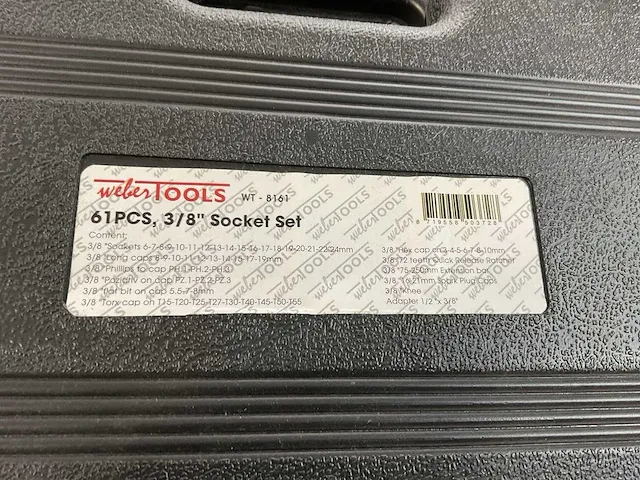 weberTOOLS WT - 8161
61PCS, 3/8" Socket Set
Content:
3/8 "Sockets 6-7-8-9-10-11-12-13-14-15-16-17-18-19-20-21-22-24mm
3/8 "Long caps 8-9-10-11-12-13-14-15-17-19mm
3/8 "Phillips to cap PH.1-PH.2-PH.3
3/8 "Pozidriv on cap PZ.1-PZ.2-PZ.3
3/8 "flat bit on cap 5.5-7-8mm
3/8 "Torx cap on T15-T20-T25-T27-T30-T40-T45-T50-T55
3/8 "Hex cap on 3-4-5-6-7-8-10mm
3/8 "72 Teeth Quick Release Ratchet
3/8 "75-250mm Extension bar
3/8 "16-21mm Spark Plug Caps
3/8 "Knee
Adapter 1/2" x 3/8"
8 719558 503728